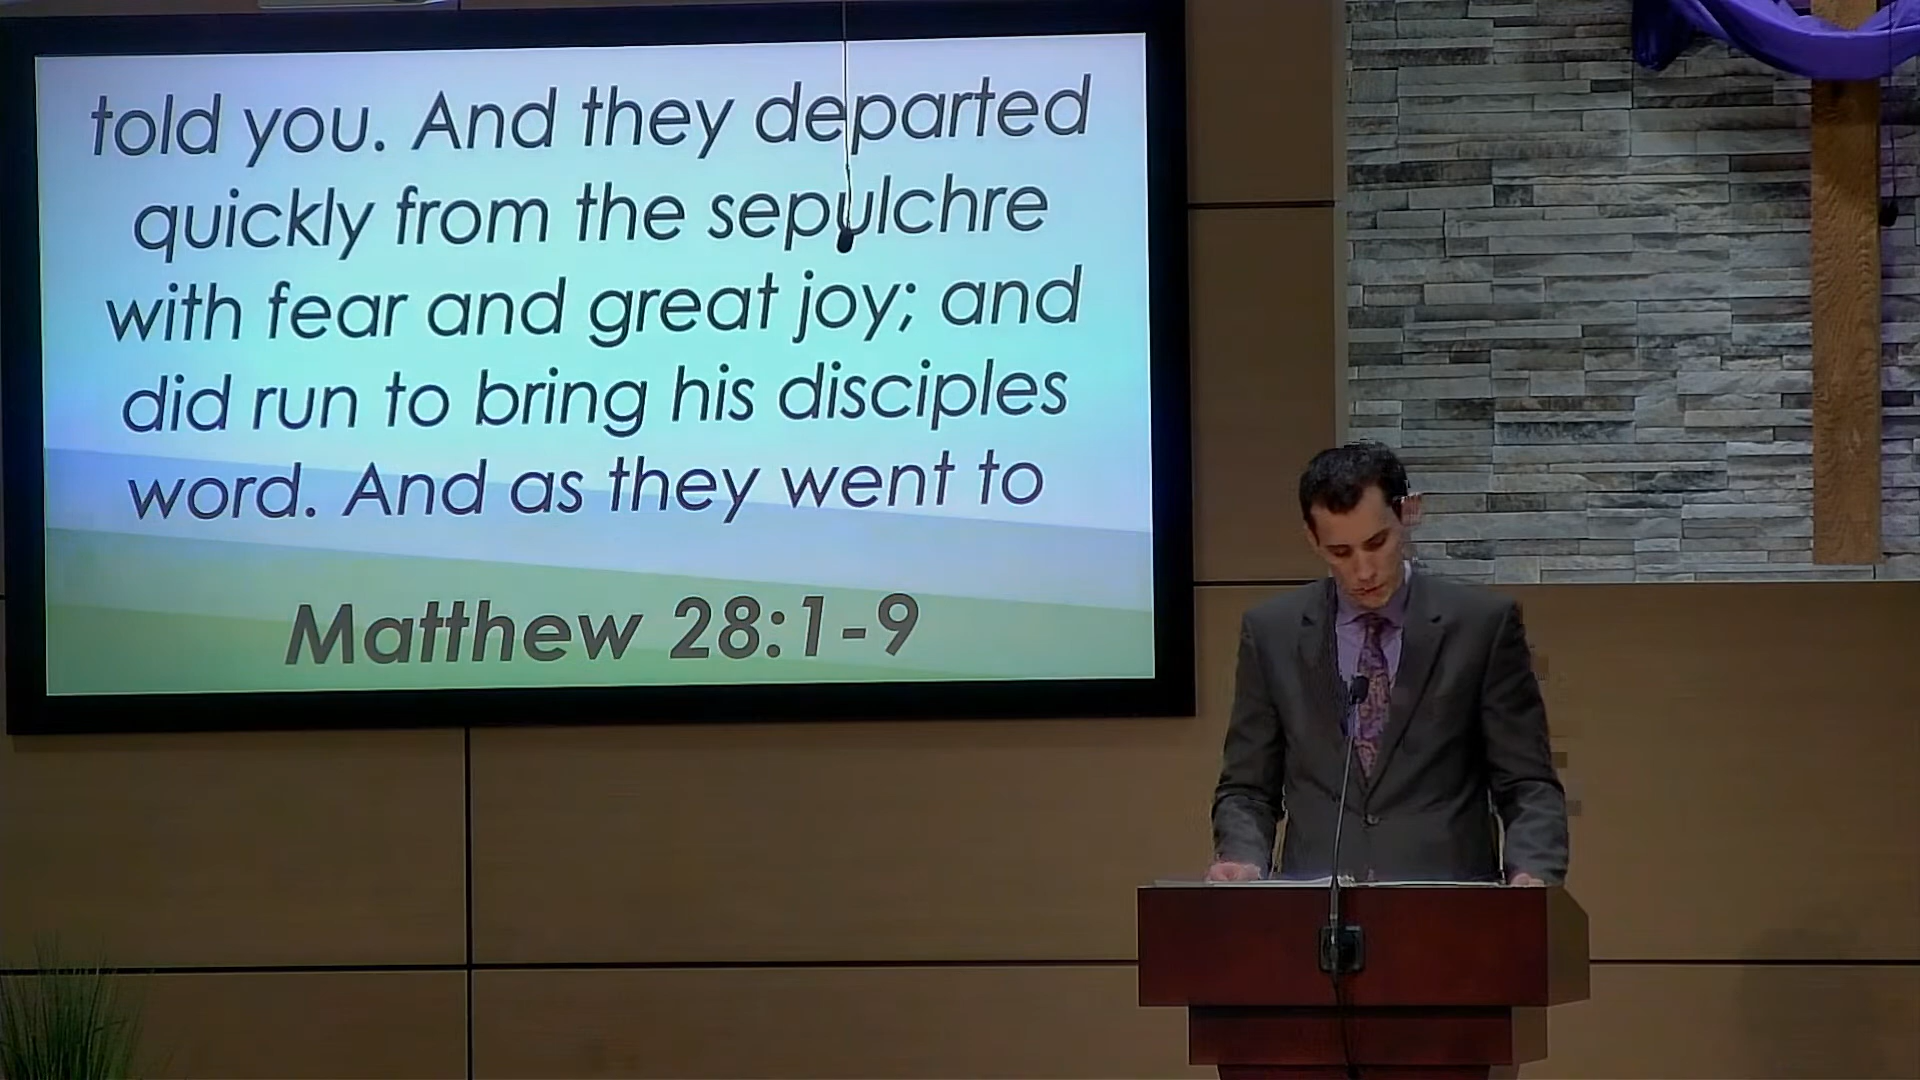 told you. And they departed
quickly from the sepulchre
with fear and great joy; and
did run to bring his disciples
word. And as they went to
Matthew 28:1-9